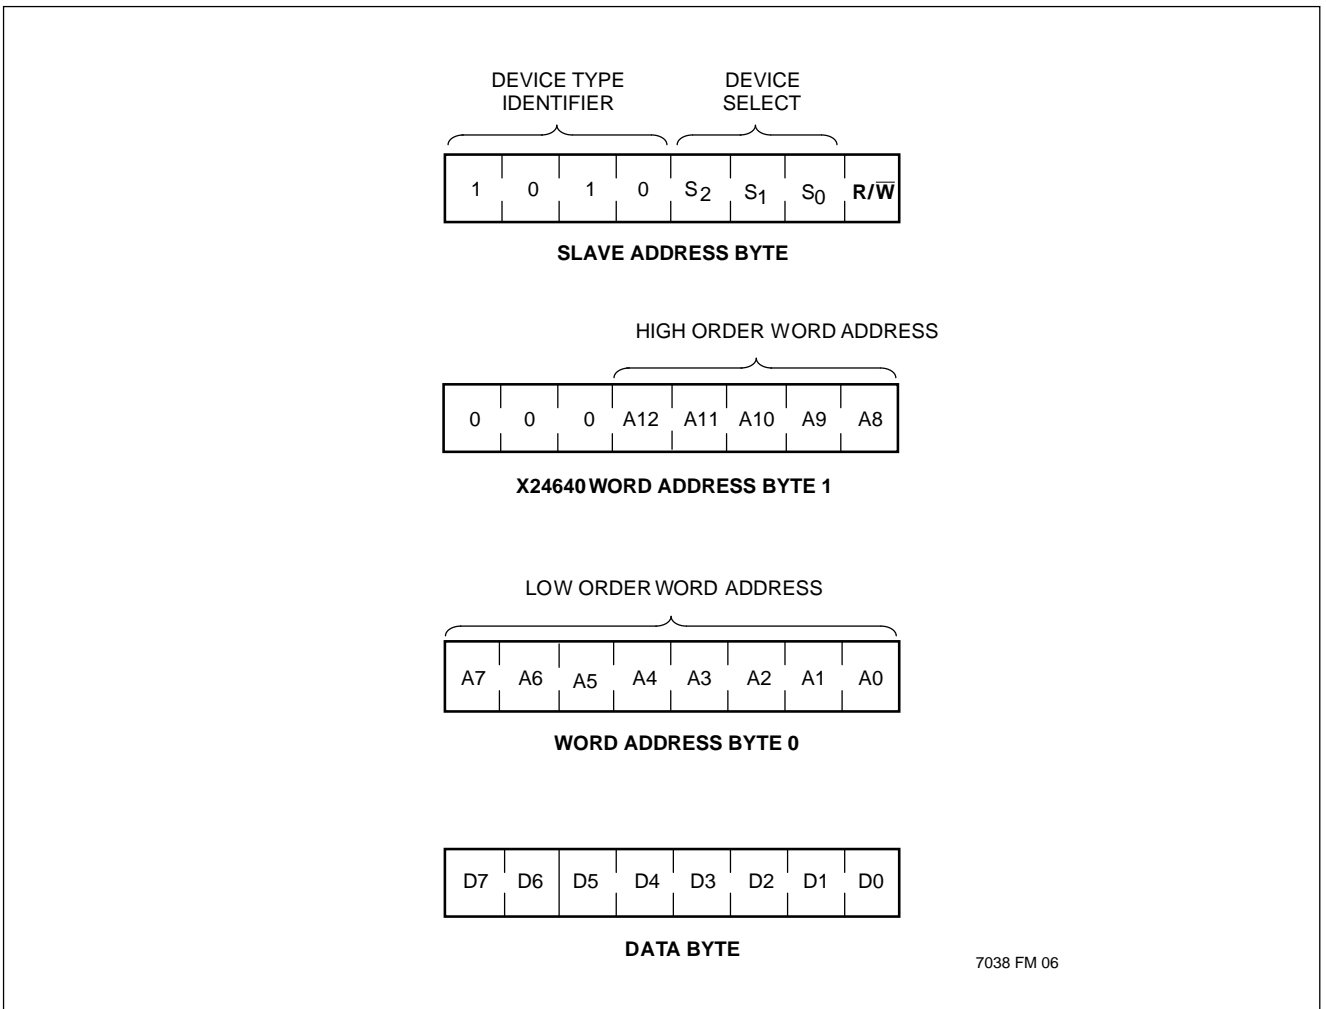 DEVICE TYPE
IDENTIFIER
DEVICE
SELECT
1 0 1 0 S2 S1 S0 R/W̅
SLAVE ADDRESS BYTE
HIGH ORDER WORD ADDRESS
0 0 0 A12 A11 A10 A9 A8
X24640 WORD ADDRESS BYTE 1
LOW ORDER WORD ADDRESS
A7 A6 A5 A4 A3 A2 A1 A0
WORD ADDRESS BYTE 0
D7 D6 D5 D4 D3 D2 D1 D0
DATA BYTE
7038 FM 06